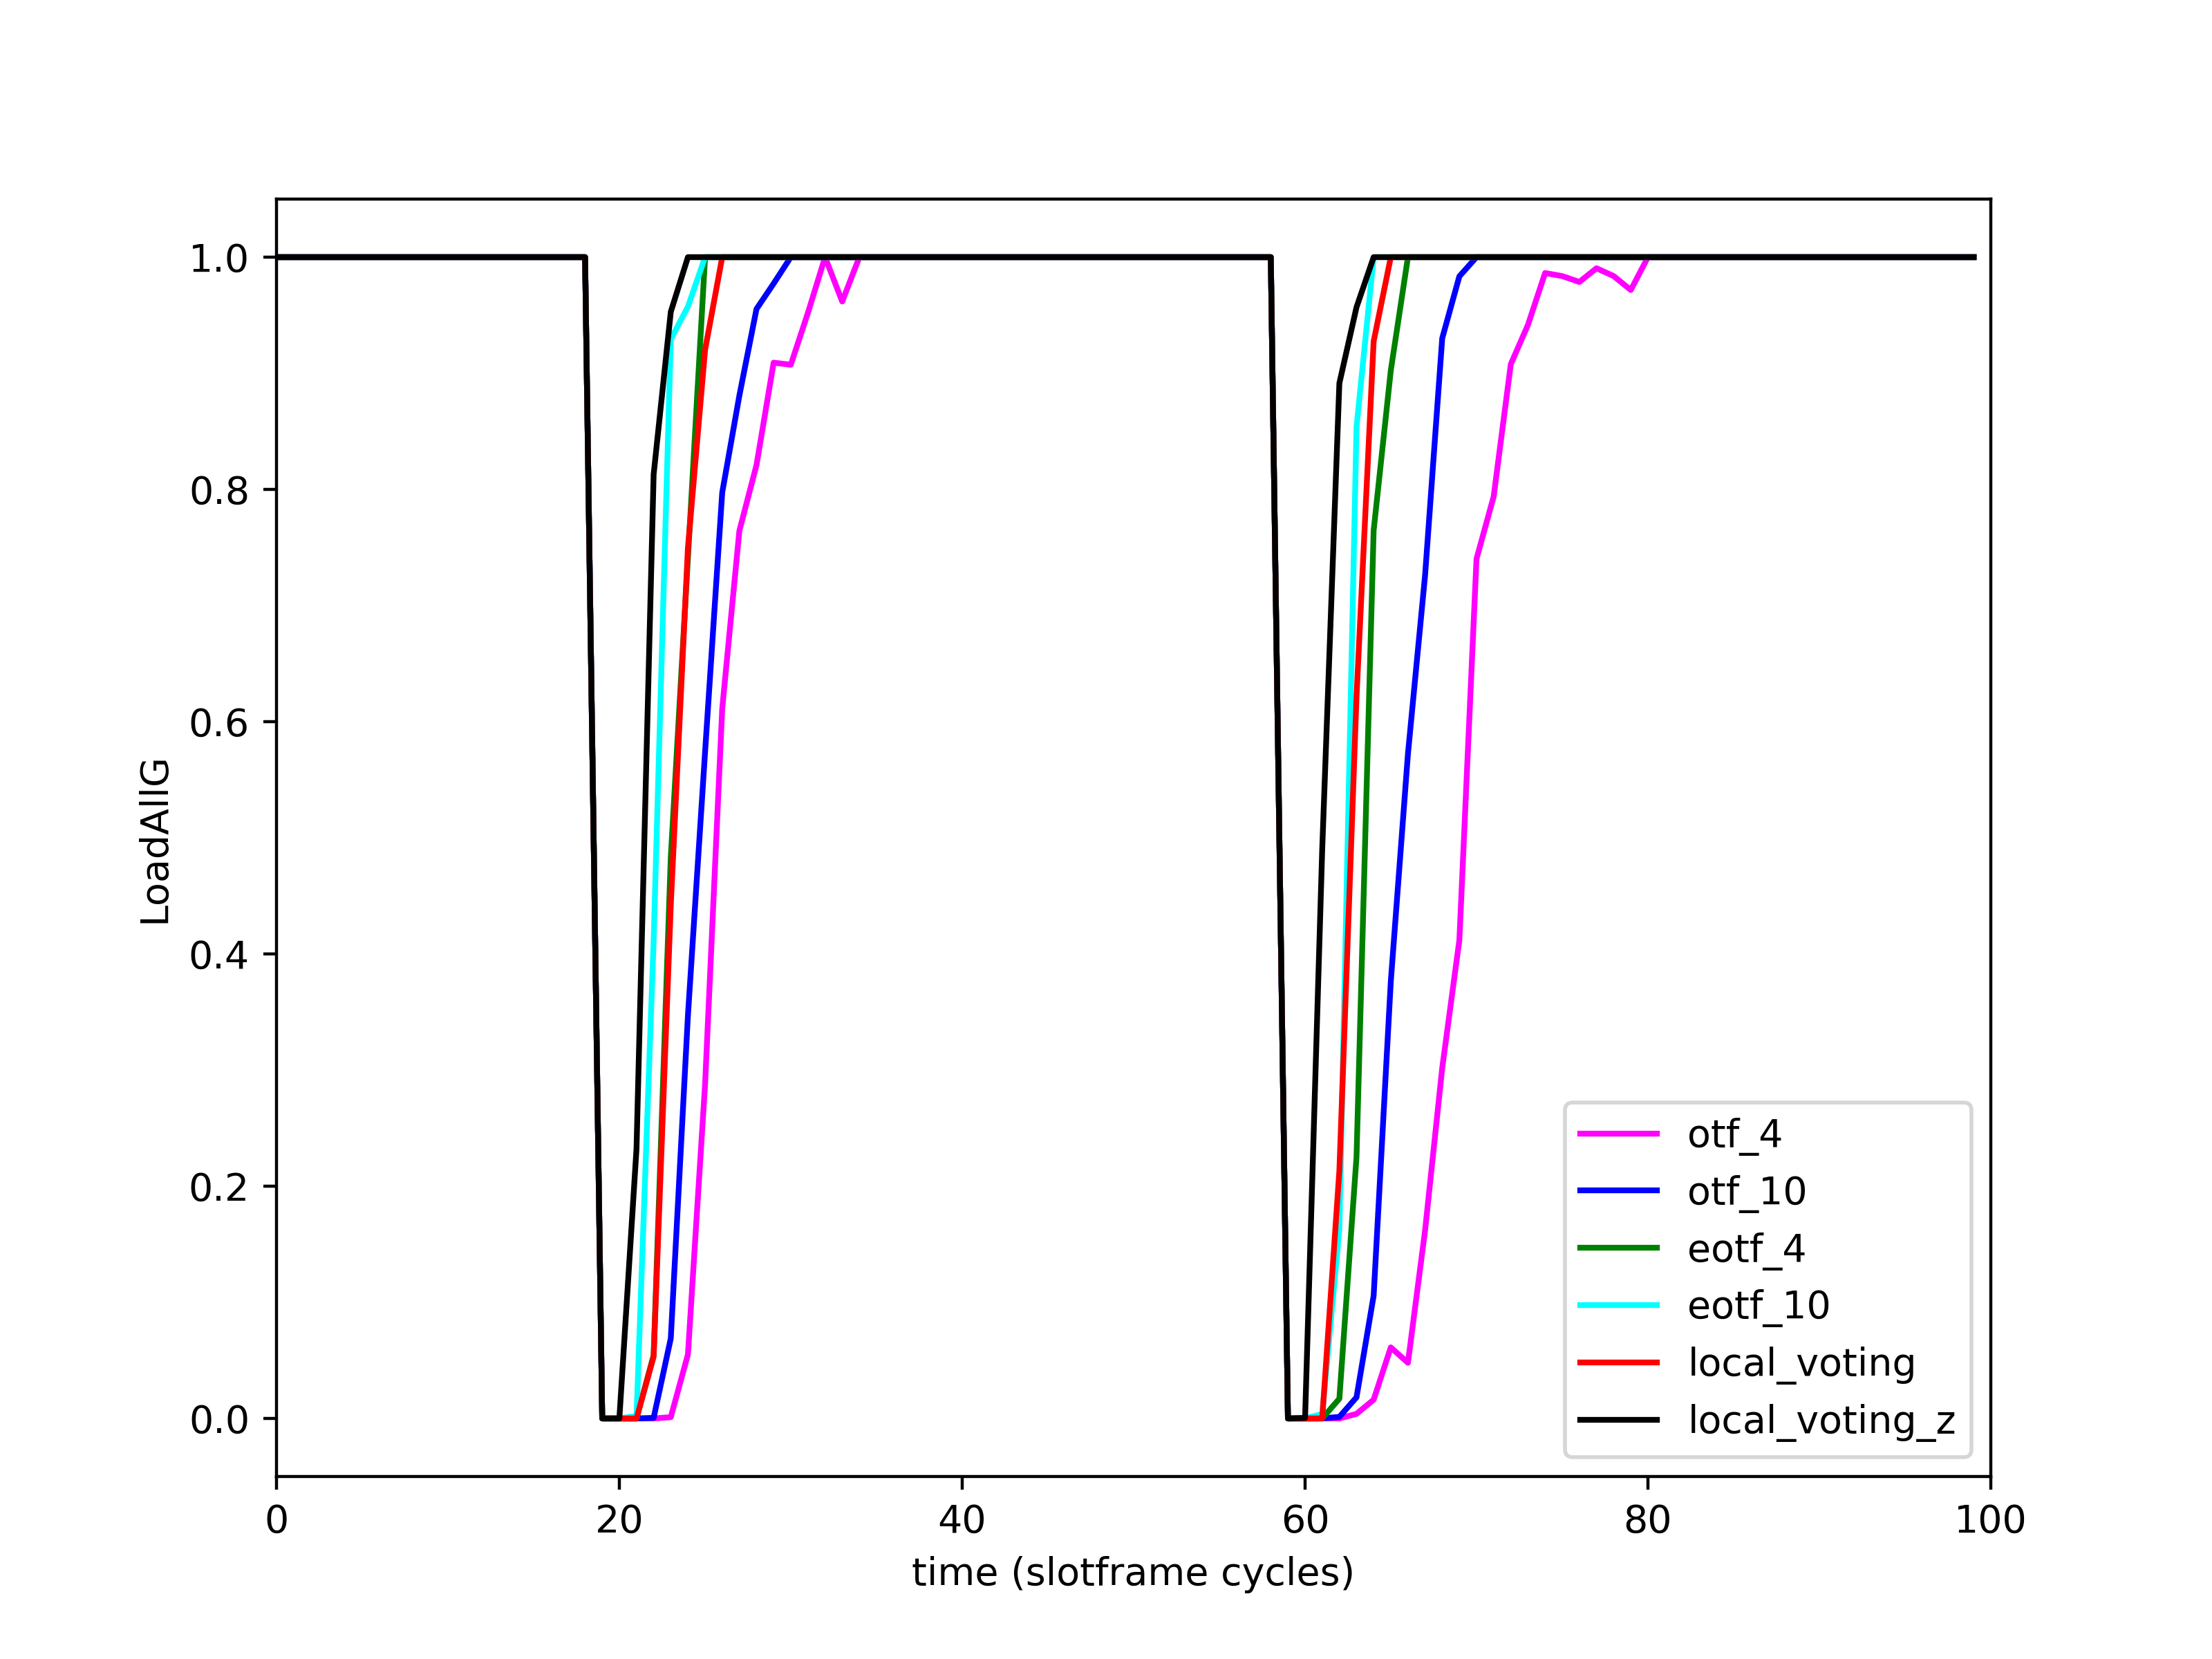 1.0
0.8
0.6
0.4
0.2
0.0
LoadAllG
0 20 40 60 80 100
time (slotframe cycles)
otf_4
otf_10
eotf_4
eotf_10
local_voting
local_voting_z